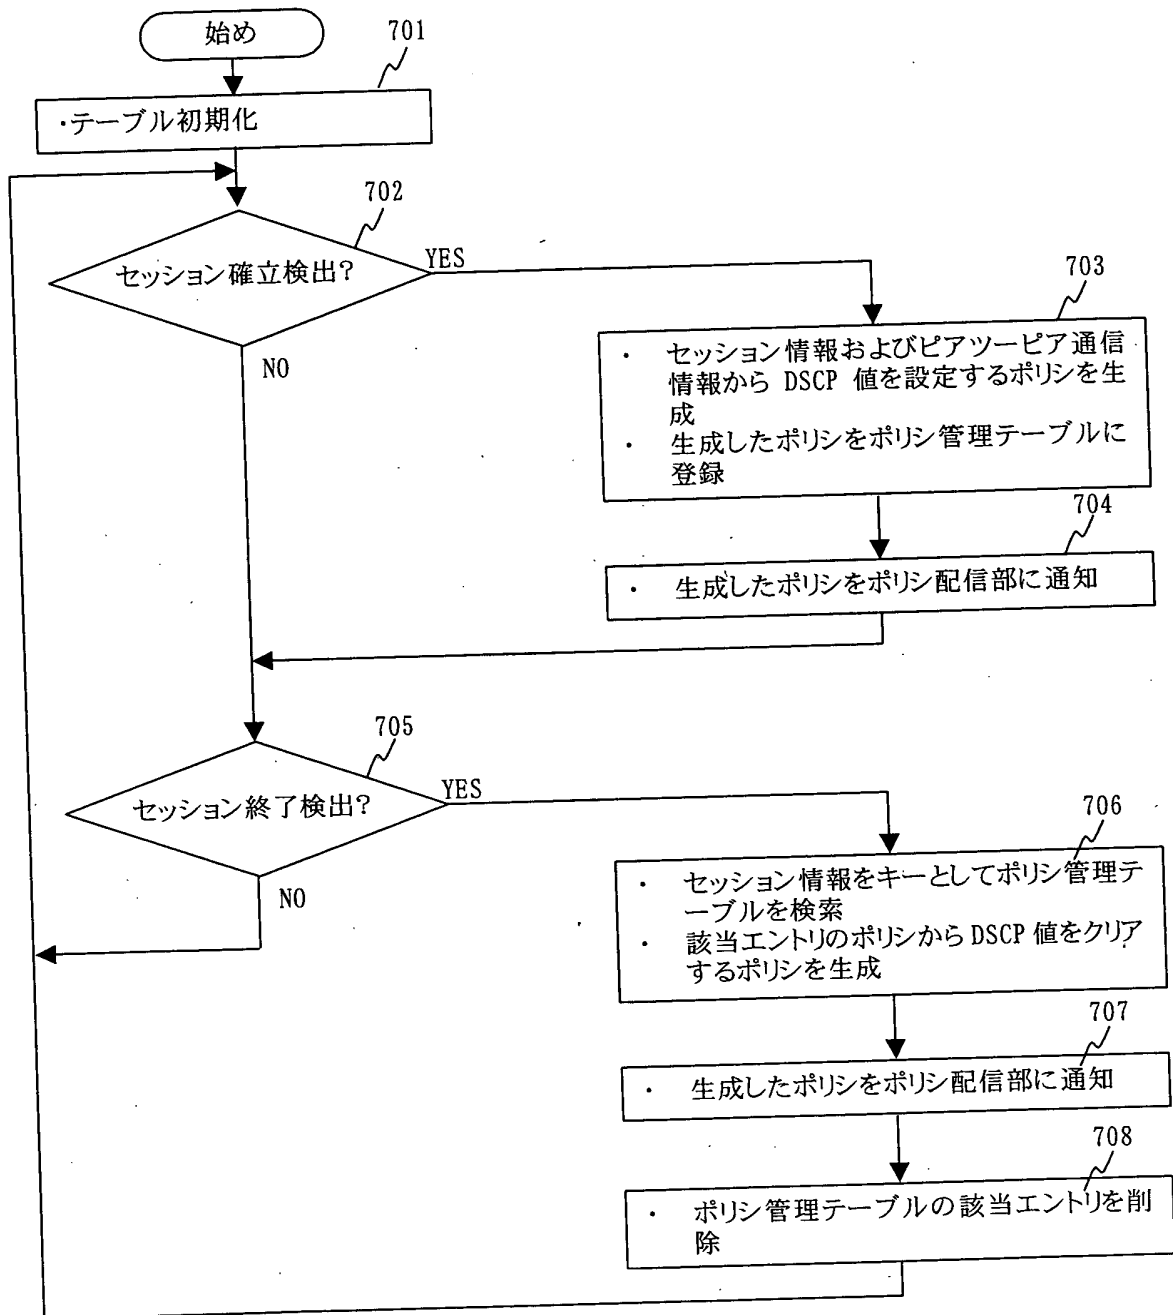 始め
701
・テーブル初期化
702
セッション確立検出?
YES
NO
703
・ セッション情報およびピアツーピア通信
情報から DSCP 値を設定するポリシを生
成
・ 生成したポリシをポリシ管理テーブルに
登録
704
・ 生成したポリシをポリシ配信部に通知
705
セッション終了検出?
YES
NO
706
・ セッション情報をキーとしてポリシ管理テ
ーブルを検索
・ 該当エントリのポリシから DSCP 値をクリア
するポリシを生成
707
・ 生成したポリシをポリシ配信部に通知
708
・ ポリシ管理テーブルの該当エントリを削
除